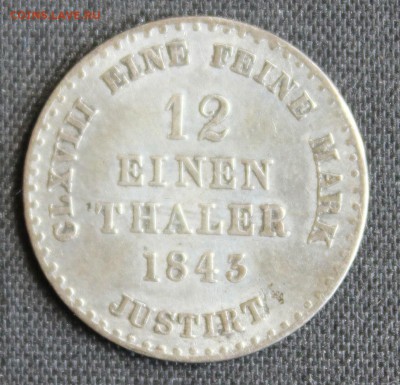 CLXVIII EINE FEINE MARK
12
EINEN
THALER
1843
JUSTIRT